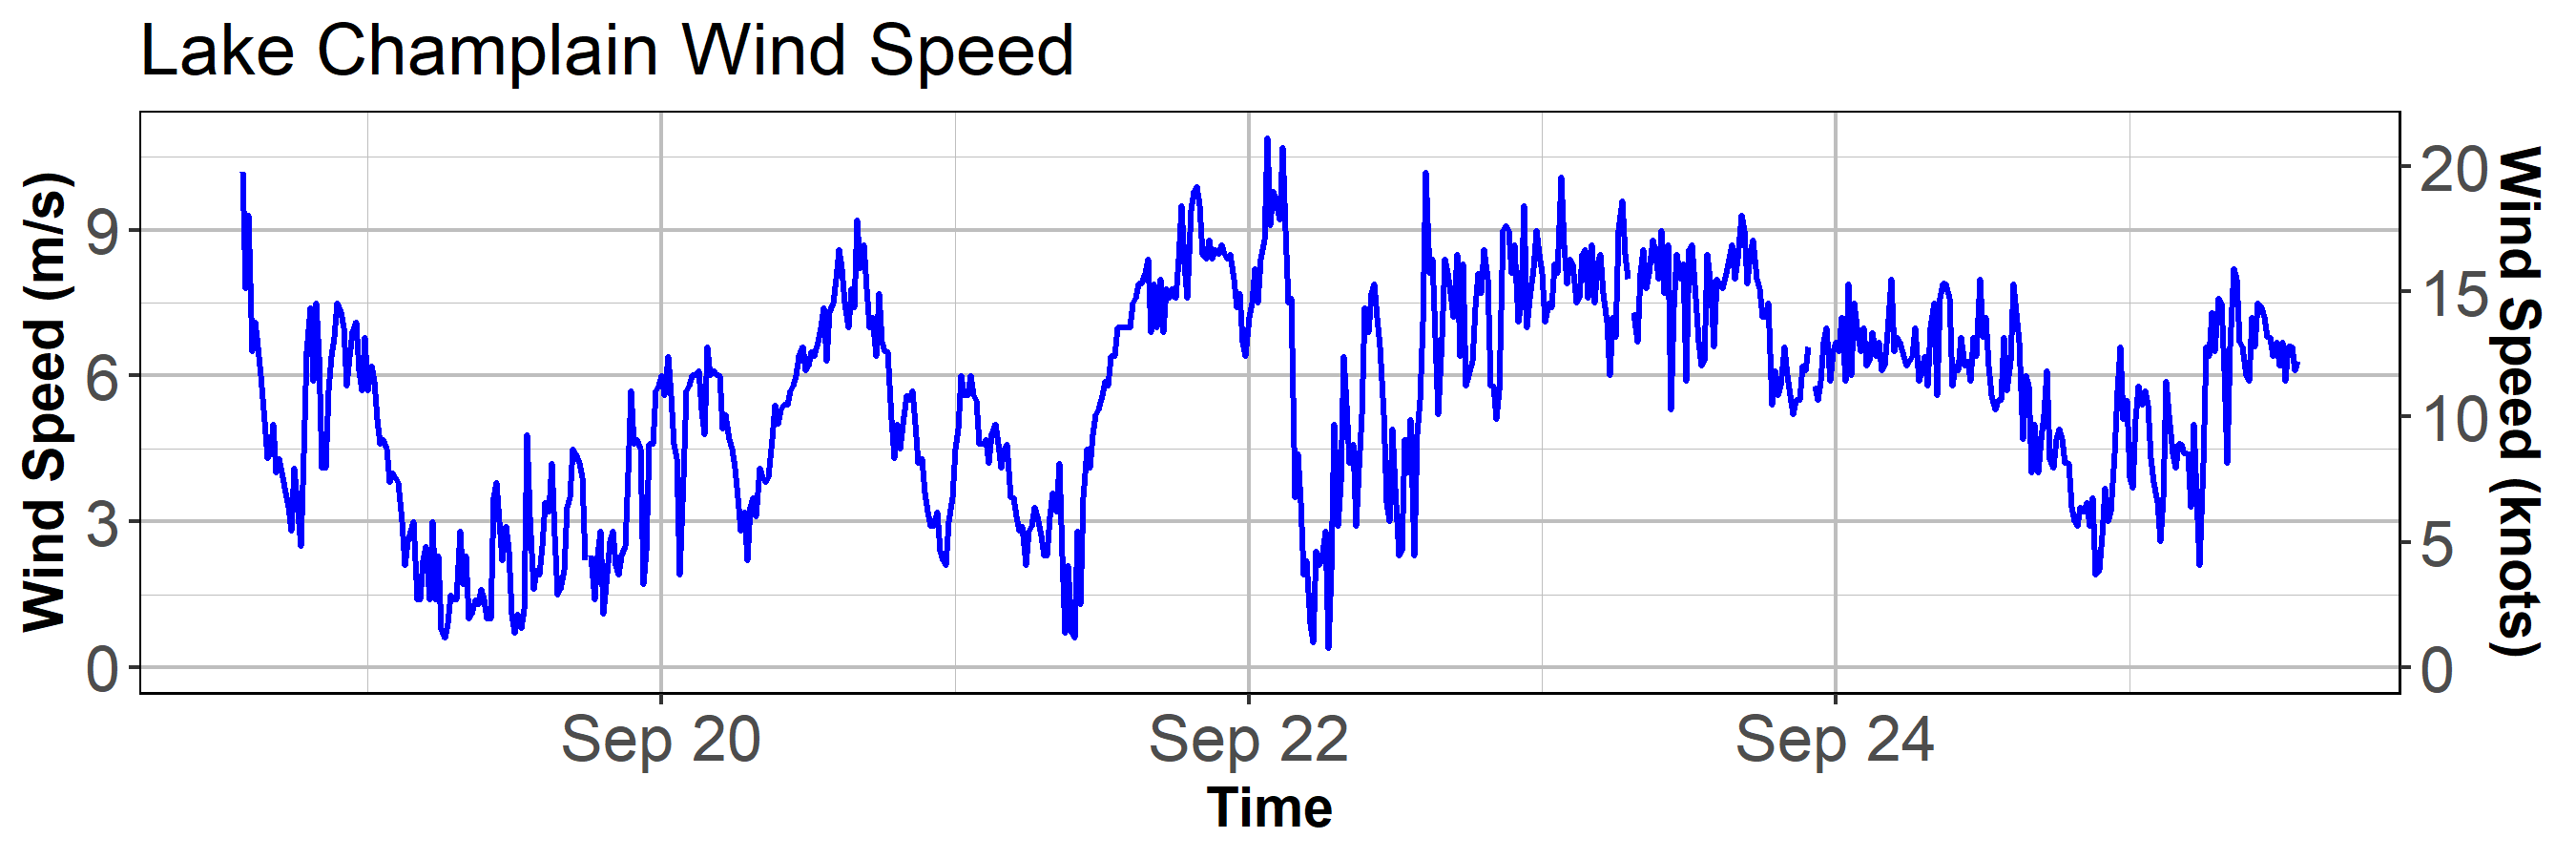 Lake Champlain Wind Speed
Wind Speed (m/s)
9
6
3
0
20
15
10
5
0
Wind Speed (knots)
Sep 20
Sep 22
Sep 24
Time